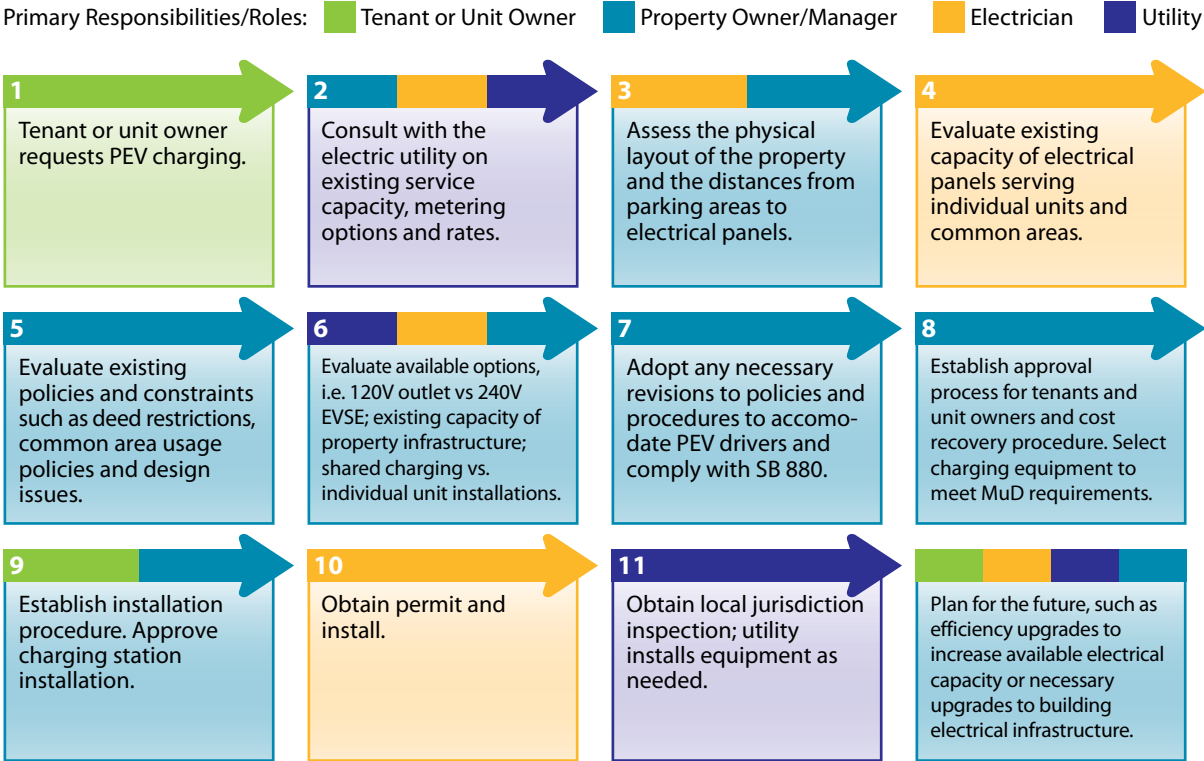 Primary Responsibilities/Roles: Tenant or Unit Owner Property Owner/Manager Electrician Utility
1
Tenant or unit owner
requests PEV charging.
2
Consult with the
electric utility on
existing service
capacity, metering
options and rates.
3
Assess the physical
layout of the property
and the distances from
parking areas to
electrical panels.
4
Evaluate existing
capacity of electrical
panels serving
individual units and
common areas.
5
Evaluate existing
policies and constraints
such as deed restrictions,
common area usage
policies and design
issues.
6
Evaluate available options,
i.e. 120V outlet vs 240V
EVSE; existing capacity of
property infrastructure;
shared charging vs.
individual unit installations.
7
Adopt any necessary
revisions to policies and
procedures to accomo-
date PEV drivers and
comply with SB 880.
8
Establish approval
process for tenants and
unit owners and cost
recovery procedure. Select
charging equipment to
meet MuD requirements.
9
Establish installation
procedure. Approve
charging station
installation.
10
Obtain permit and
install.
11
Obtain local jurisdiction
inspection; utility
installs equipment as
needed.
Plan for the future, such as
efficiency upgrades to
increase available electrical
capacity or necessary
upgrades to building
electrical infrastructure.